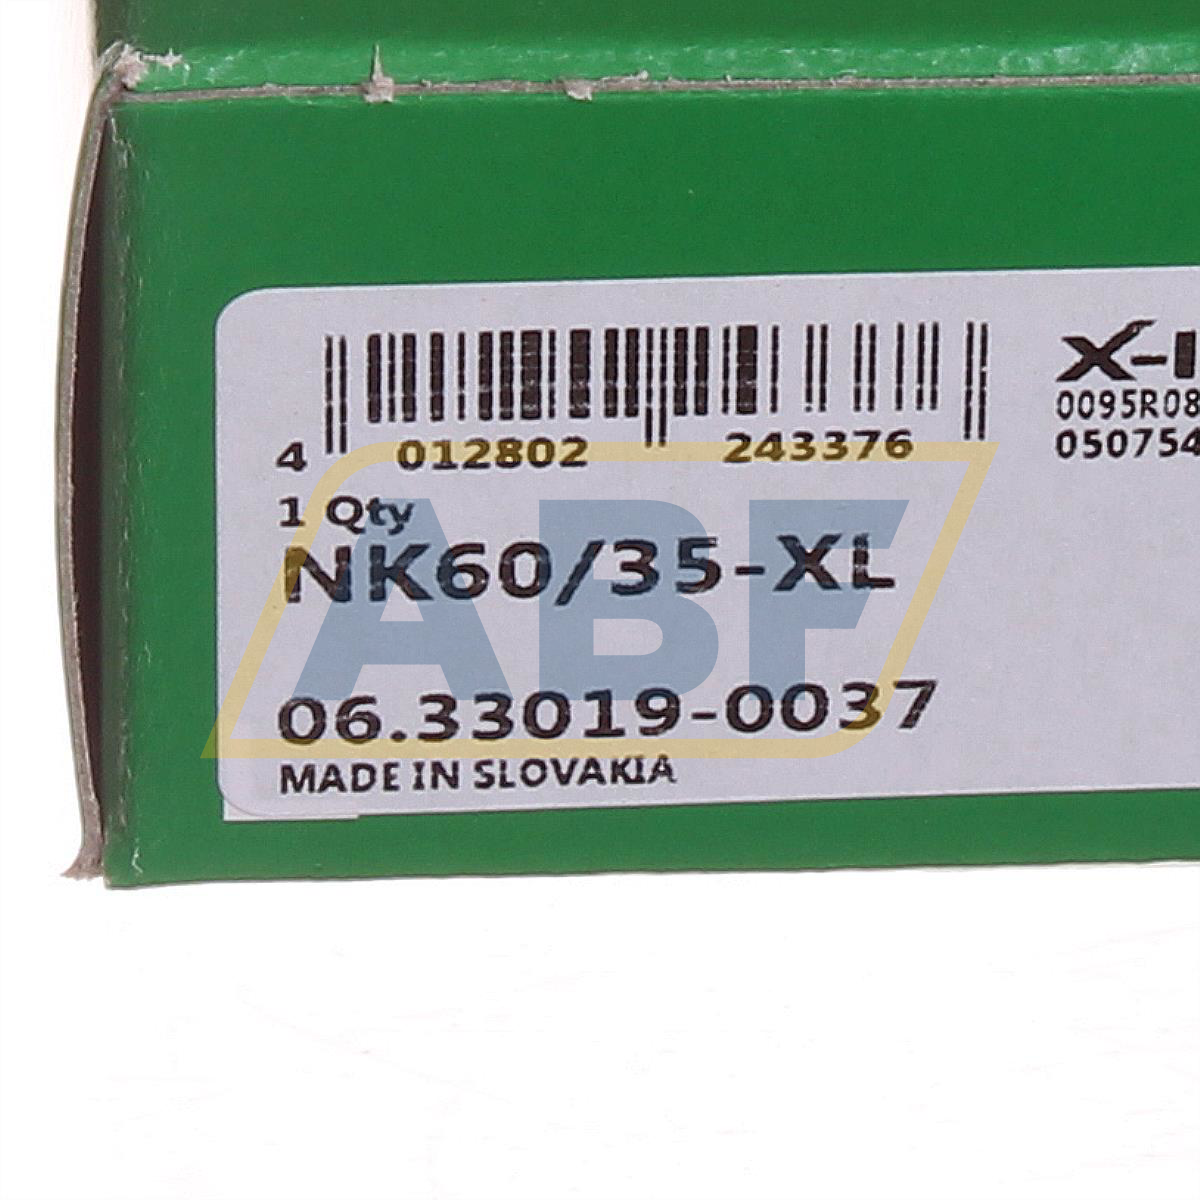 4 012802 243376
X-l
0095R08
050754
1 Qty
NK60/35-XL
ABF
06.33019-0037
MADE IN SLOVAKIA